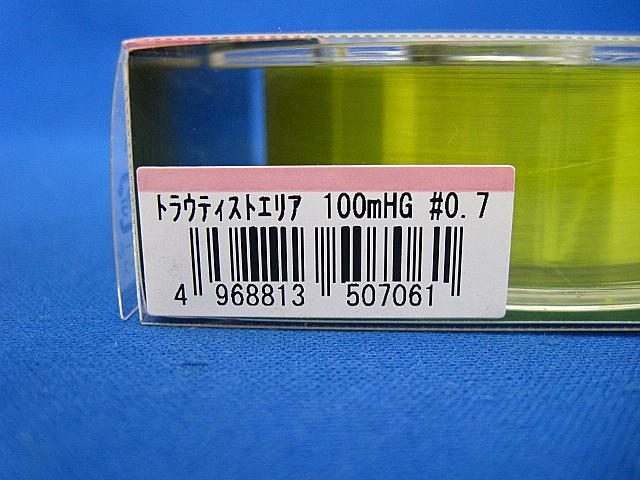 ﾄﾗｳﾃｨｽﾄｴﾘｱ 100mHG #0.7
4 968813 507061